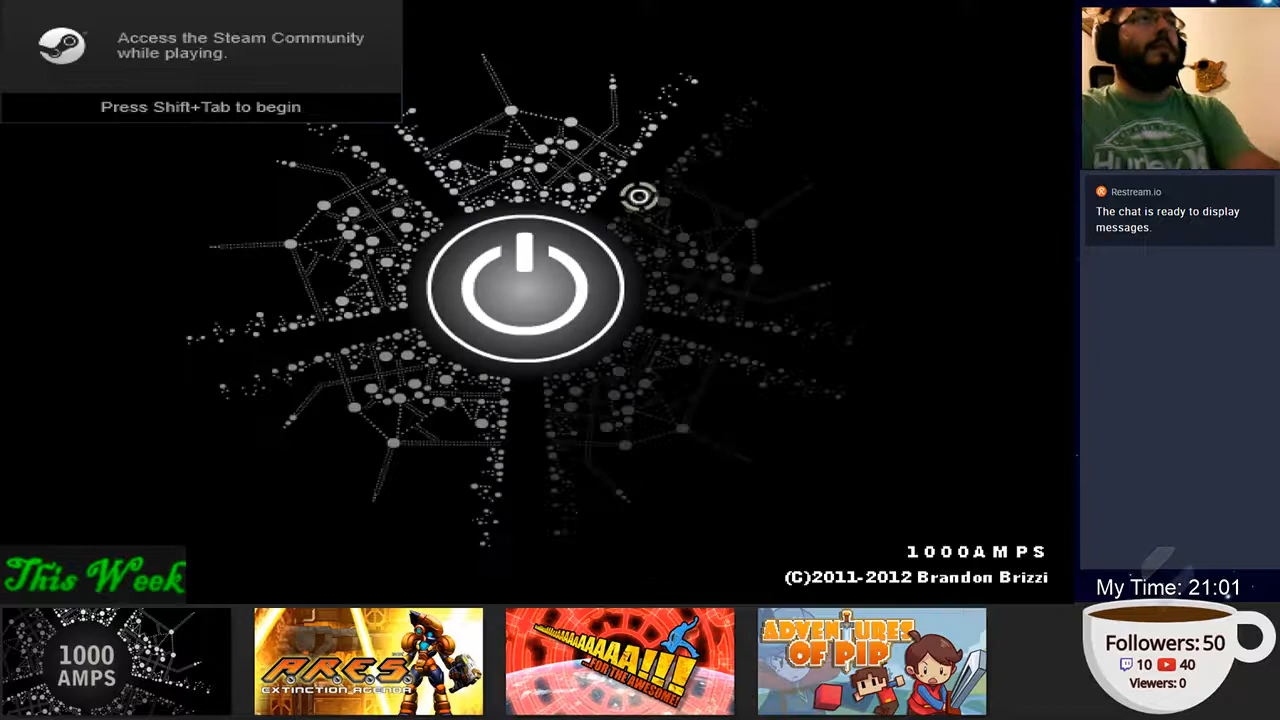 Access the Steam Community
while playing.
Press Shift+Tab to begin
Restream.io
The chat is ready to display
messages.
1000AMPS
(C)2011-2012 Brandon Brizzi
This Week
My Time: 21:01
1000
AMPS
ARES
EXTINCTION AGENDA
...FOR THE AWESOME!
ADVENTURES
OF PIP
Followers: 50
10 40
Viewers: 0